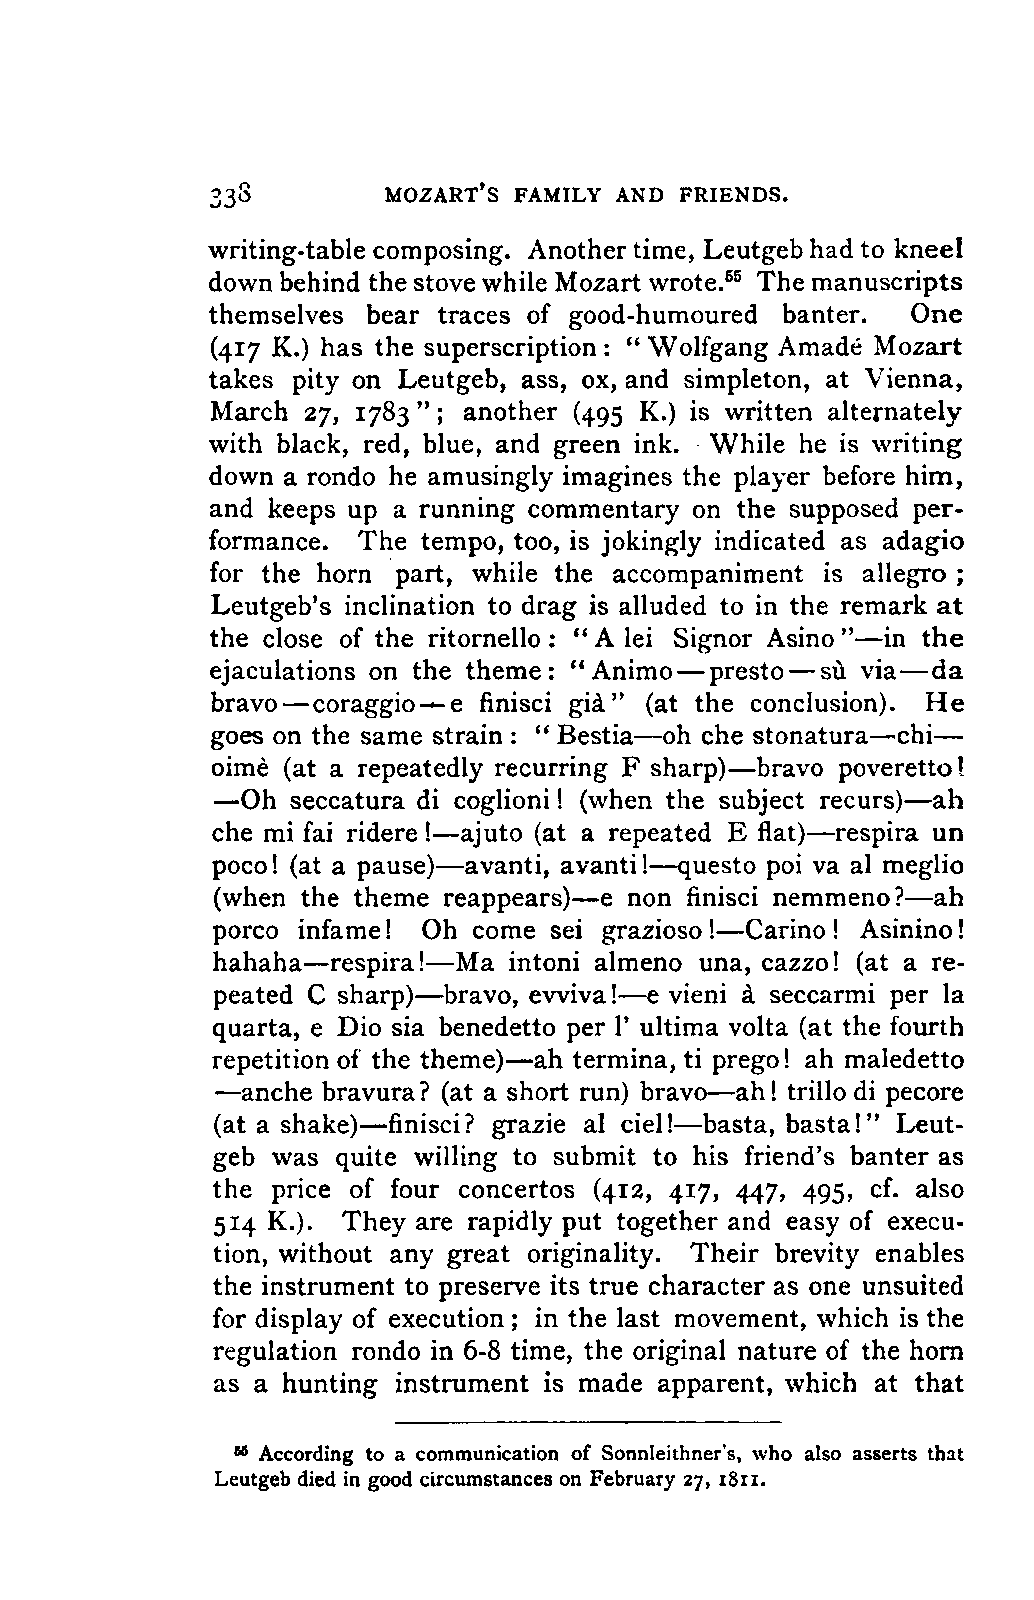 338 MOZART'S FAMILY AND FRIENDS.
writing-table composing. Another time, Leutgeb had to kneel
down behind the stove while Mozart wrote.⁵⁵ The manuscripts
themselves bear traces of good-humoured banter. One
(417 K.) has the superscription: “Wolfgang Amadé Mozart
takes pity on Leutgeb, ass, ox, and simpleton, at Vienna,
March 27, 1783”; another (495 K.) is written alternately
with black, red, blue, and green ink. While he is writing
down a rondo he amusingly imagines the player before him,
and keeps up a running commentary on the supposed per-
formance. The tempo, too, is jokingly indicated as adagio
for the horn part, while the accompaniment is allegro;
Leutgeb's inclination to drag is alluded to in the remark at
the close of the ritornello: “A lei Signor Asino”—in the
ejaculations on the theme: “Animo—presto—sù via—da
bravo—coraggio—e finisci già” (at the conclusion). He
goes on the same strain: “Bestia—oh che stonatura—chi—
oimè (at a repeatedly recurring F sharp)—bravo poveretto!
—Oh seccatura di coglioni! (when the subject recurs)—ah
che mi fai ridere!—ajuto (at a repeated E flat)—respira un
poco! (at a pause)—avanti, avanti!—questo poi va al meglio
(when the theme reappears)—e non finisci nemmeno?—ah
porco infame! Oh come sei grazioso!—Carino! Asinino!
hahaha—respira!—Ma intoni almeno una, cazzo! (at a re-
peated C sharp)—bravo, evviva!—e vieni à seccarmi per la
quarta, e Dio sia benedetto per l' ultima volta (at the fourth
repetition of the theme)—ah termina, ti prego! ah maledetto
—anche bravura? (at a short run) bravo—ah! trillo di pecore
(at a shake)—finisci? grazie al ciel!—basta, basta!” Leut-
geb was quite willing to submit to his friend's banter as
the price of four concertos (412, 417, 447, 495, cf. also
514 K.). They are rapidly put together and easy of execu-
tion, without any great originality. Their brevity enables
the instrument to preserve its true character as one unsuited
for display of execution; in the last movement, which is the
regulation rondo in 6-8 time, the original nature of the horn
as a hunting instrument is made apparent, which at that
⁵⁵ According to a communication of Sonnleithner's, who also asserts that
Leutgeb died in good circumstances on February 27, 1811.